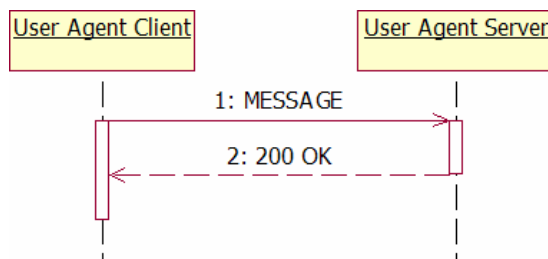 User Agent Client
User Agent Server
1: MESSAGE
2: 200 OK